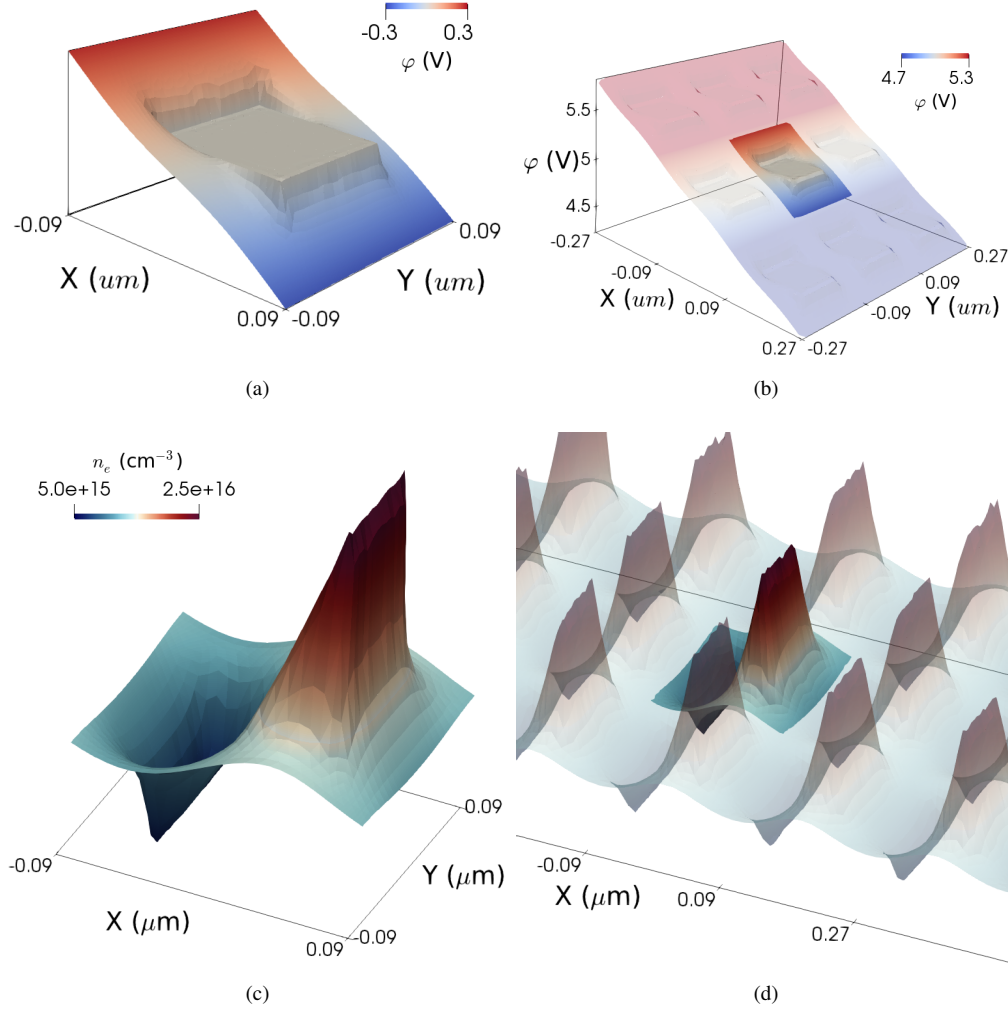 -0.3 0.3
φ (V)
X (um)
Y (um)
-0.09
0.09
0.09
-0.09
(a)
4.7 5.3
φ (V)
φ (V)
5.5
5
4.5
-0.27
-0.09
0.09
0.27
X (um)
-0.27
-0.09
0.09
0.27
Y (um)
(b)
n_e (cm⁻³)
5.0e+15 2.5e+16
-0.09
X (μm)
0.09
-0.09
Y (μm)
0.09
(c)
-0.09
X (μm)
0.09
0.27
(d)